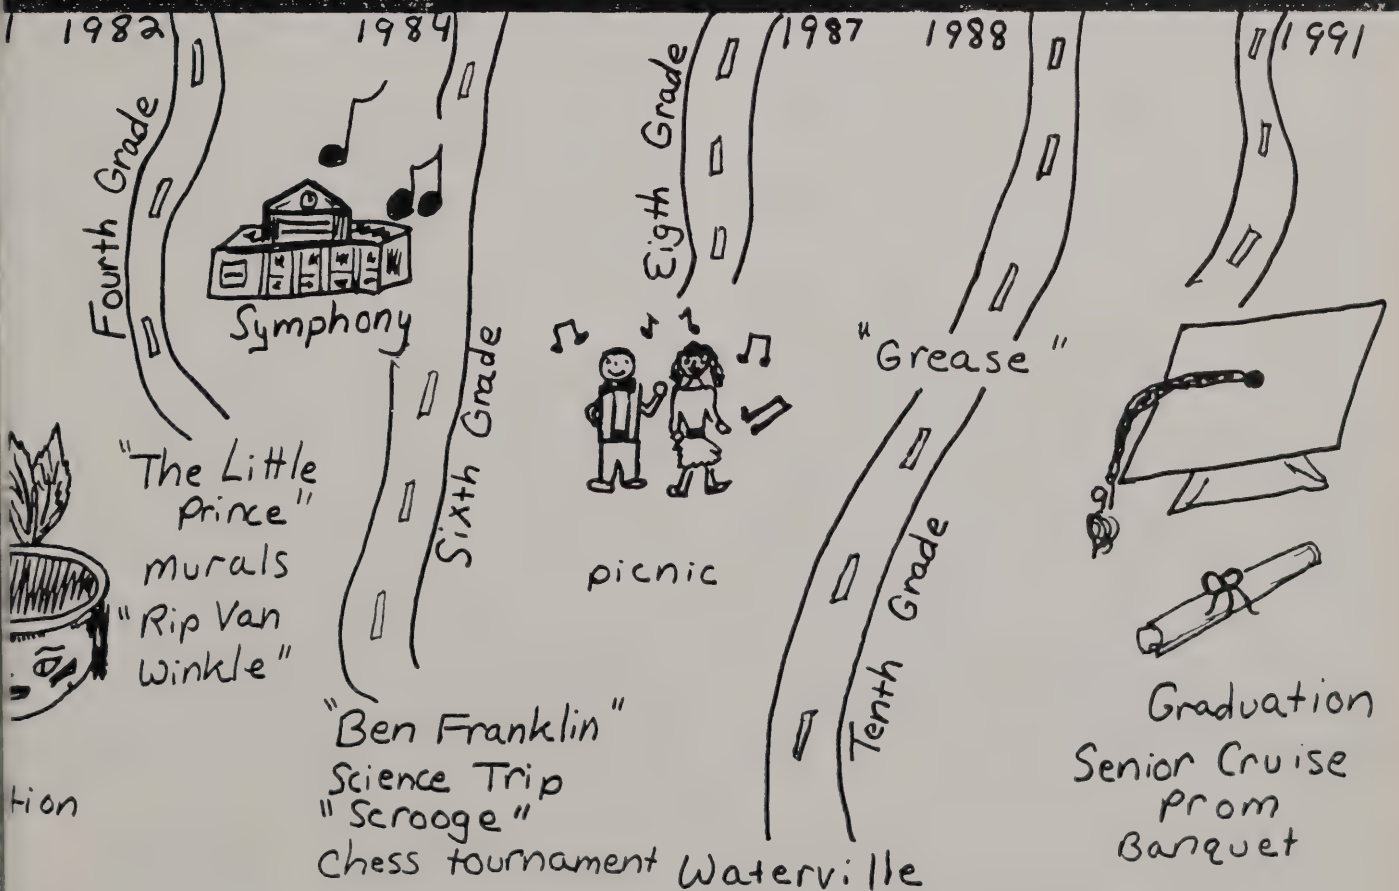 1982
Fourth Grade
"The Little
Prince"
murals
"Rip Van
Winkle"
tion
1984
Symphony
Sixth Grade
"Ben Franklin"
Science Trip
"Scrooge"
Chess tournament
Eigth Grade
1987
picnic
1988
"Grease"
Tenth Grade
Waterville
1991
Graduation
Senior Cruise
Prom
Banquet